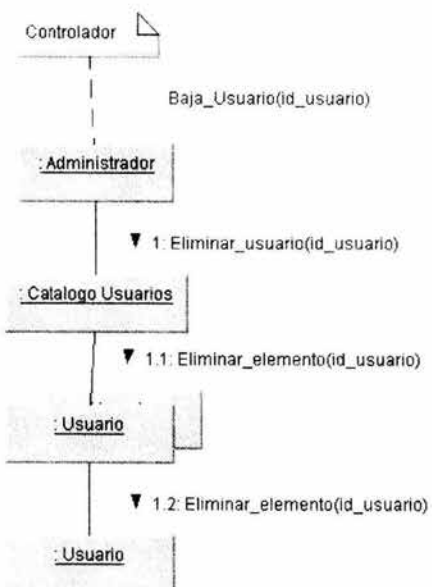 Controlador
Baja_Usuario(id_usuario)
: Administrador
1: Eliminar_usuario(id_usuario)
: Catalogo Usuarios
1.1: Eliminar_elemento(id_usuario)
: Usuario
1.2: Eliminar_elemento(id_usuario)
: Usuario